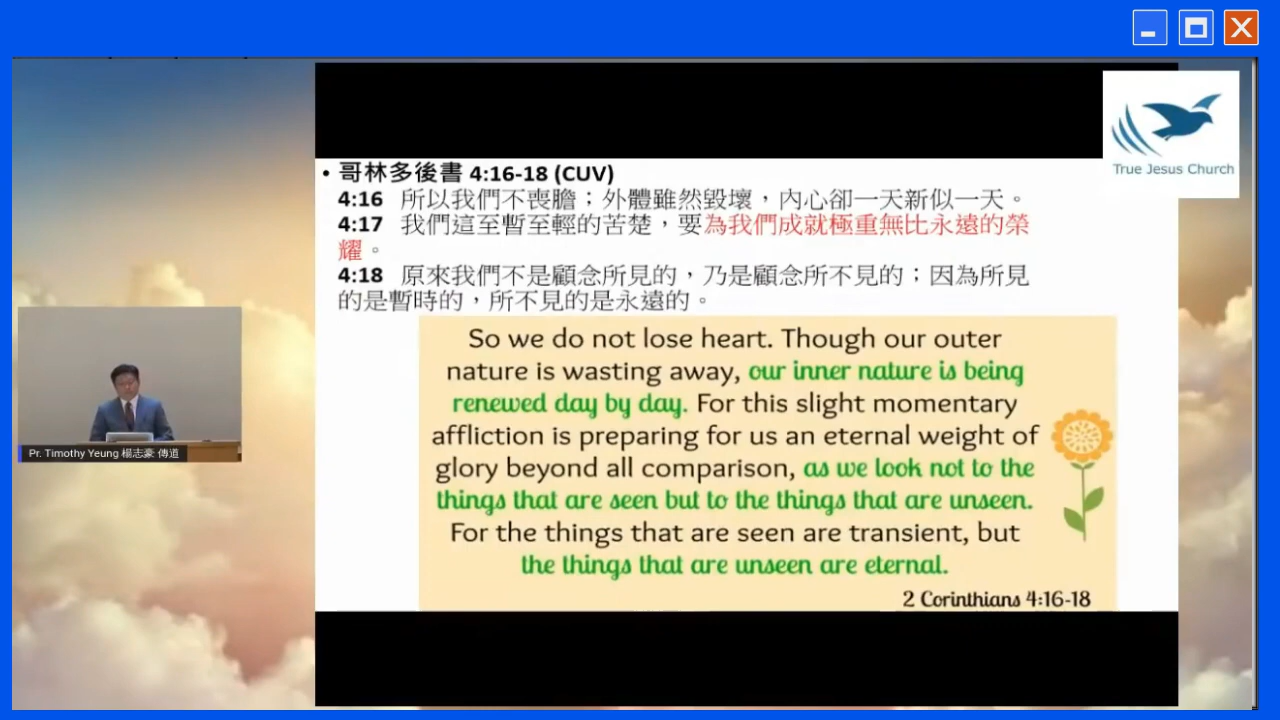 True Jesus Church
• 哥林多後書 4:16-18 (CUV)
4:16 所以我們不喪膽；外體雖然毀壞，內心卻一天新似一天。
4:17 我們這至暫至輕的苦楚，要為我們成就極重無比永遠的榮
耀。
4:18 原來我們不是顧念所見的，乃是顧念所不見的；因為所見
的是暫時的，所不見的是永遠的。
So we do not lose heart. Though our outer
nature is wasting away, our inner nature is being
renewed day by day. For this slight momentary
affliction is preparing for us an eternal weight of
glory beyond all comparison, as we look not to the
things that are seen but to the things that are unseen.
For the things that are seen are transient, but
the things that are unseen are eternal.
2 Corinthians 4:16-18
Pr. Timothy Yeung 楊志豪 傳道